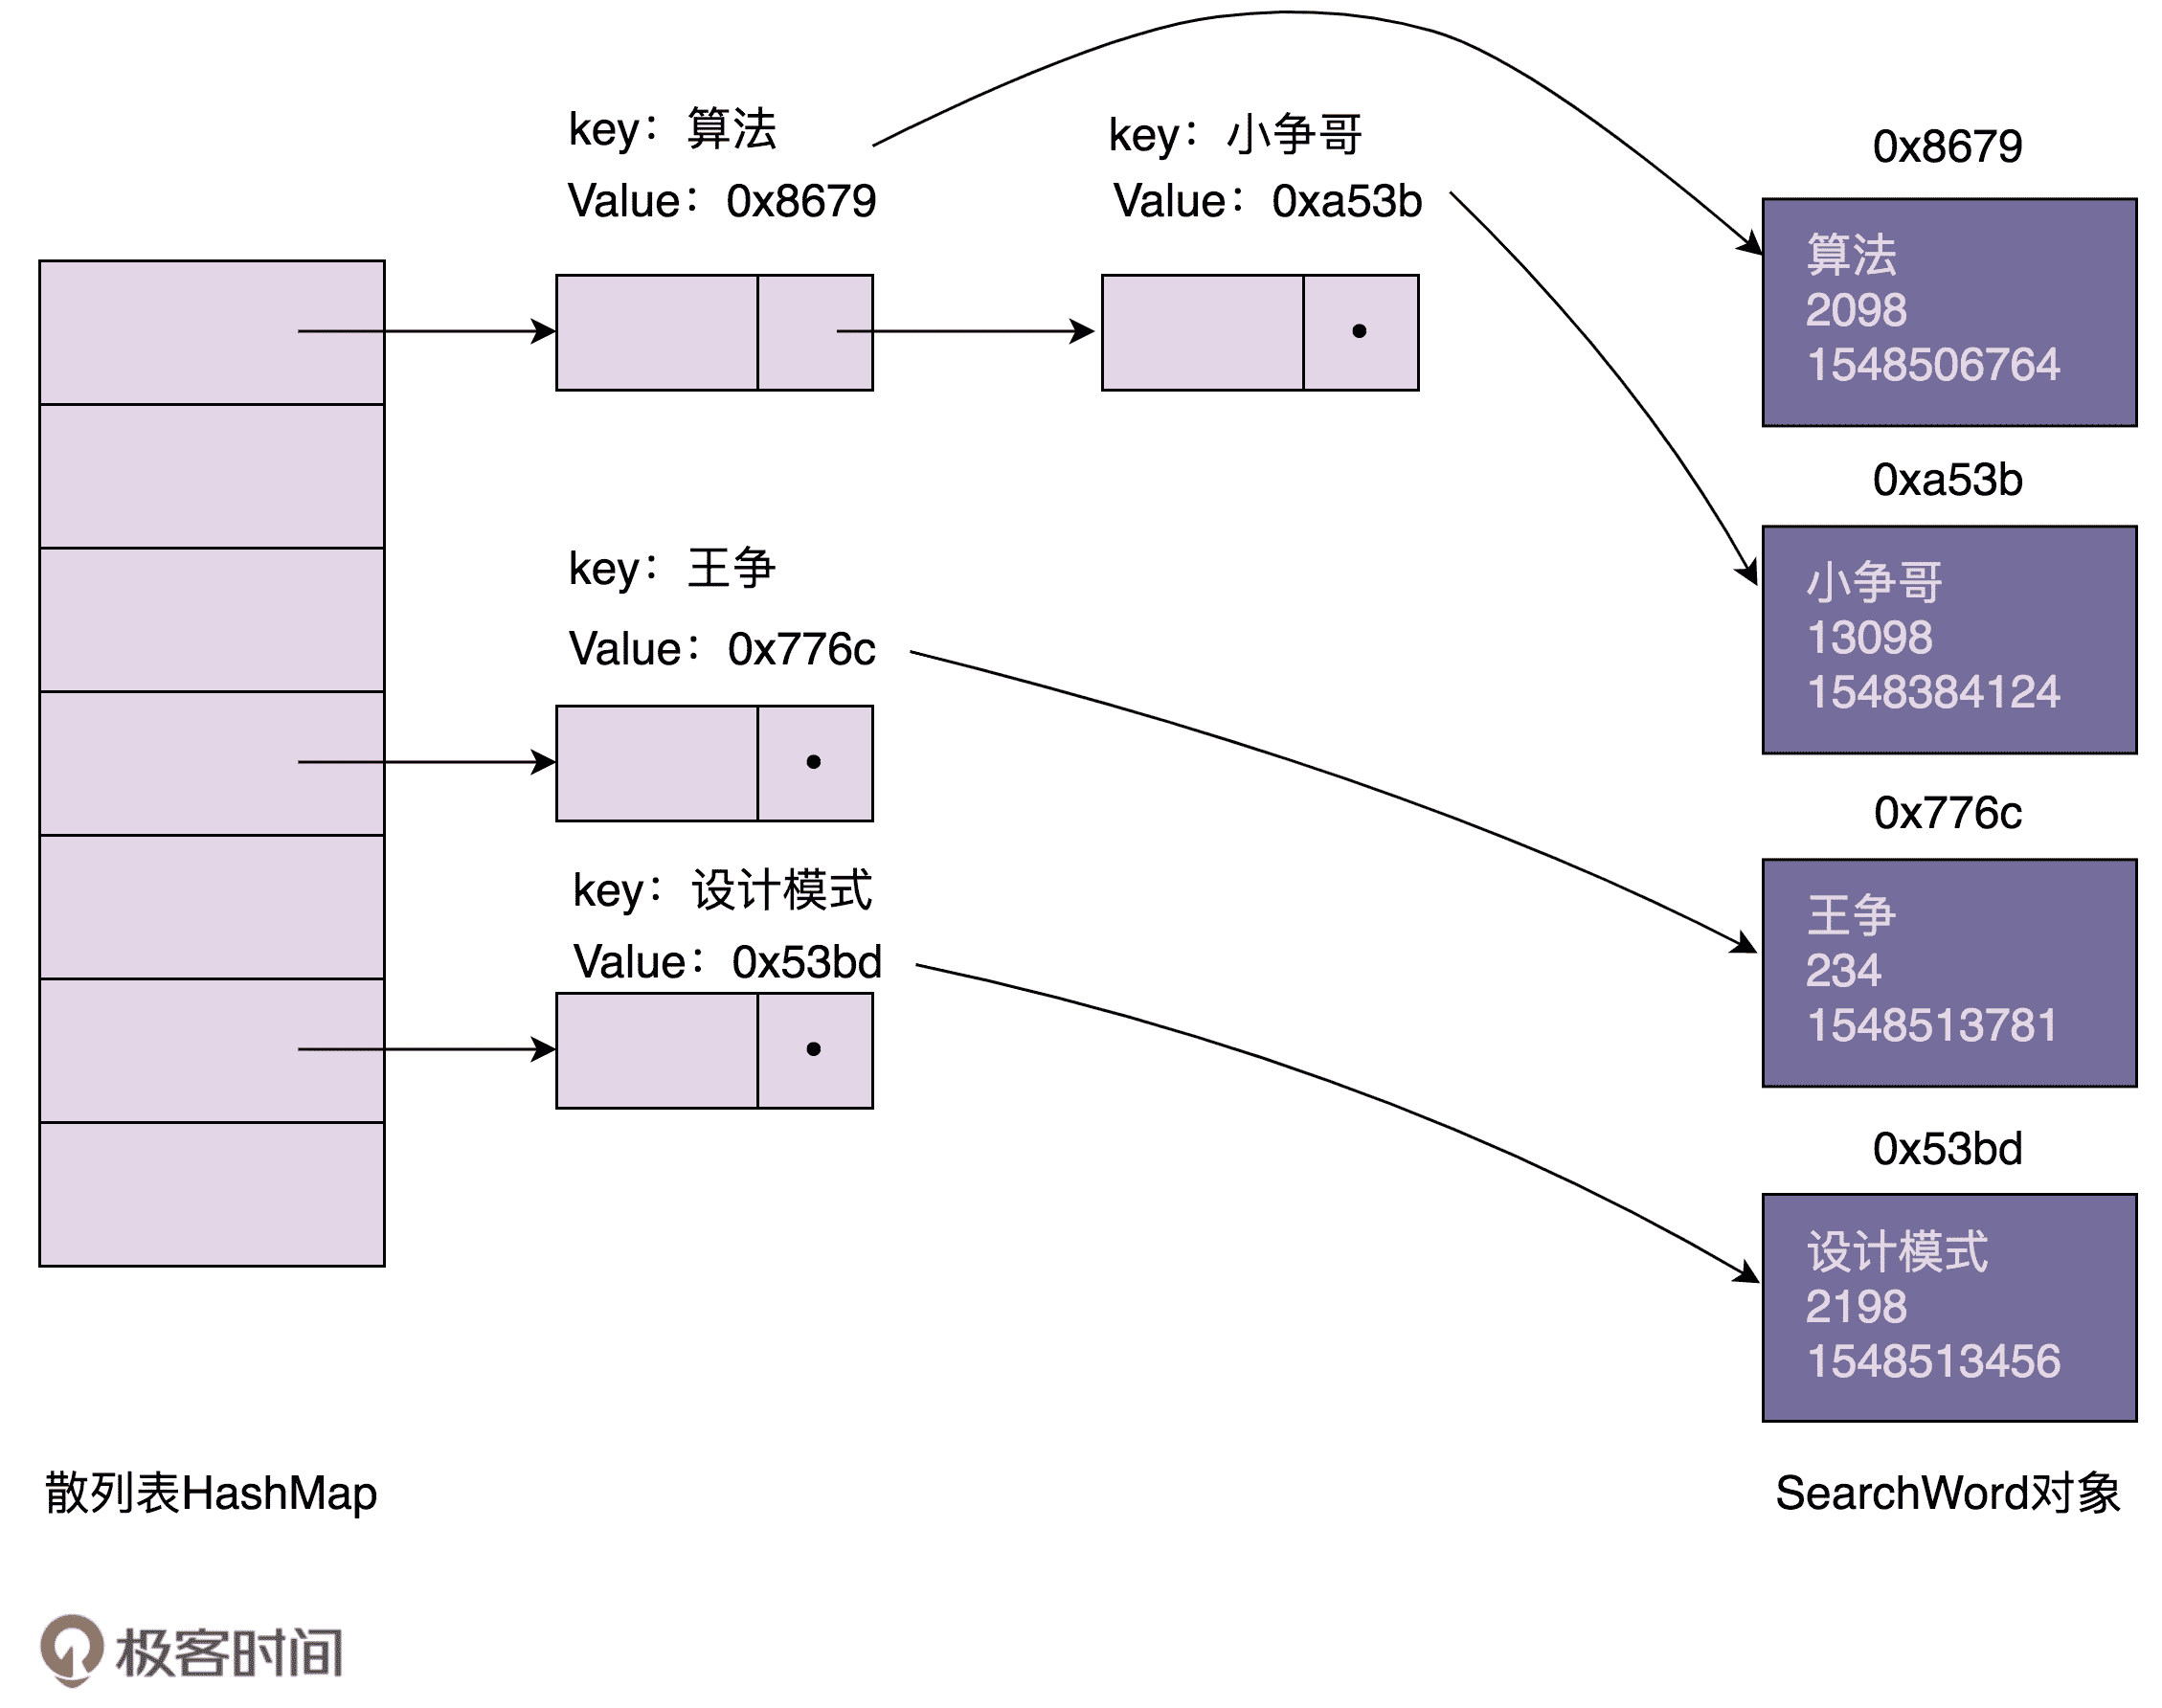 key：算法
Value：0x8679
key：小争哥
Value：0xa53b
0x8679
算法
2098
1548506764
0xa53b
小争哥
13098
1548384124
key：王争
Value：0x776c
0x776c
王争
234
1548513781
key：设计模式
Value：0x53bd
0x53bd
设计模式
2198
1548513456
散列表HashMap
SearchWord对象
极客时间